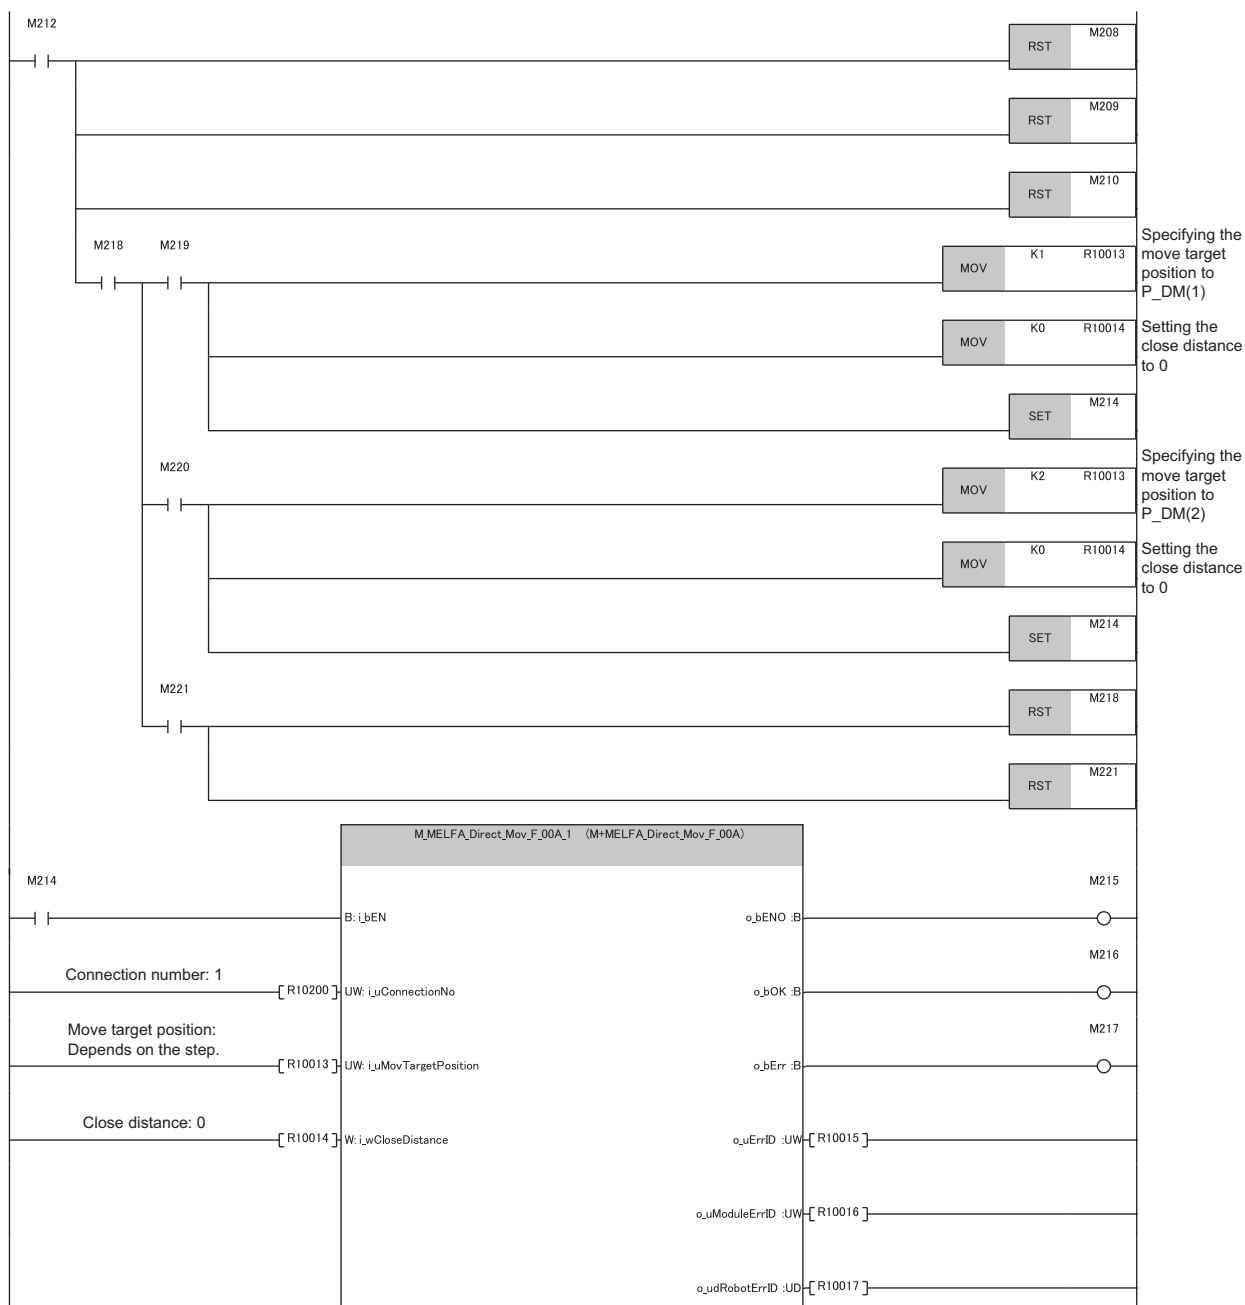 M212
RST M208
RST M209
RST M210
M218 M219
MOV K1 R10013
Specifying the
move target
position to
P_DM(1)
MOV K0 R10014
Setting the
close distance
to 0
SET M214
M220
MOV K2 R10013
Specifying the
move target
position to
P_DM(2)
MOV K0 R10014
Setting the
close distance
to 0
SET M214
M221
RST M218
RST M221
M_MELFA_Direct_Mov_F_00A_1 (M+MELFA_Direct_Mov_F_00A)
M214
B: i_bEN
o_bENO :B
M215
Connection number: 1
R10200
UW: i_uConnectionNo
o_bOK :B
M216
Move target position:
Depends on the step.
R10013
UW: i_uMovTargetPosition
o_bErr :B
M217
Close distance: 0
R10014
W: i_wCloseDistance
o_uErrID :UW
R10015
o_uModuleErrID :UW
R10016
o_udRobotErrID :UD
R10017